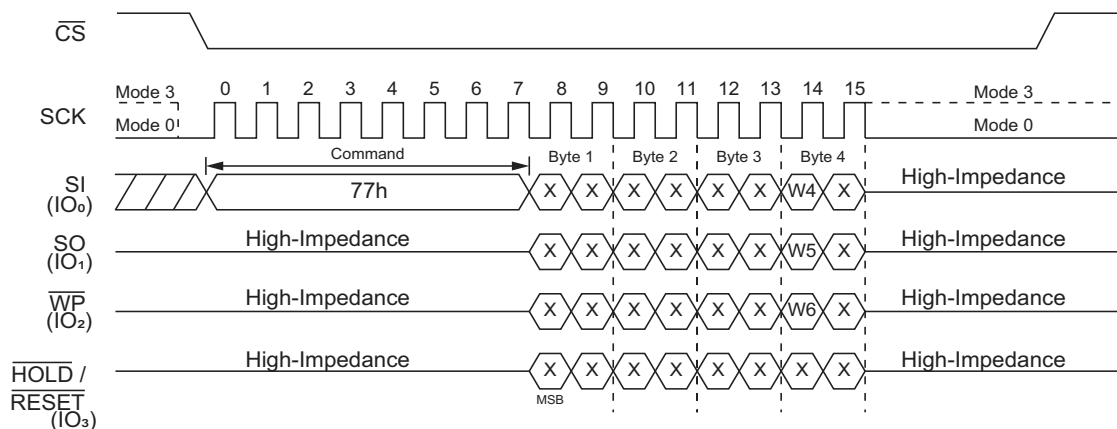 CS
Mode 3
0 1 2 3 4 5 6 7 8 9 10 11 12 13 14 15
Mode 3
SCK
Mode 0
Mode 0
Command
Byte 1 Byte 2 Byte 3 Byte 4
SI
(IO₀)
77h
X X X X X X W4 X
High-Impedance
SO
(IO₁)
High-Impedance
X X X X X X W5 X
High-Impedance
WP
(IO₂)
High-Impedance
X X X X X X W6 X
High-Impedance
HOLD /
RESET
(IO₃)
High-Impedance
X X X X X X X X
High-Impedance
MSB